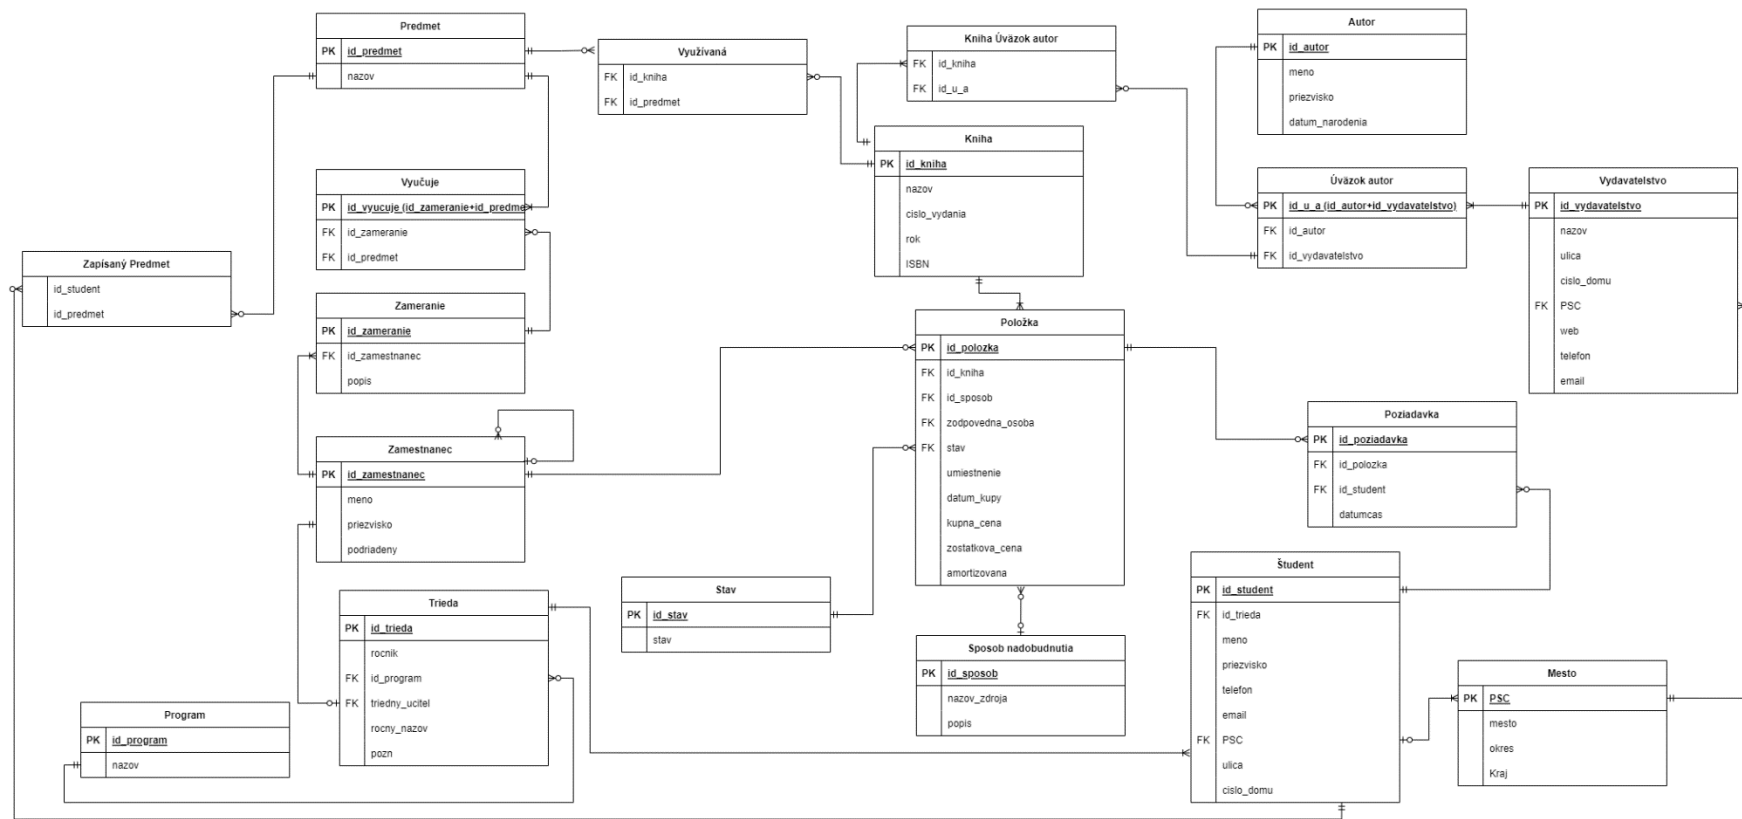 Predmet
PK id_predmet
nazov
Využívaná
FK id_kniha
FK id_predmet
Kniha Úväzok autor
FK id_kniha
FK id_u_a
Autor
PK id_autor
meno
priezvisko
datum_narodenia
Kniha
PK id_kniha
nazov
cislo_vydania
rok
ISBN
Vyučuje
PK id_vyucuje (id_zameranie+id_predme
FK id_zameranie
FK id_predmet
Úväzok autor
PK id_u_a (id_autor+id_vydavatelstvo)
FK id_autor
FK id_vydavatelstvo
Vydavatelstvo
PK id_vydavatelstvo
nazov
ulica
cislo_domu
FK PSC
web
telefon
email
Zapísaný Predmet
id_student
id_predmet
Zameranie
PK id_zameranie
FK id_zamestnanec
popis
Položka
PK id_polozka
FK id_kniha
FK id_sposob
FK zodpovedna_osoba
FK stav
umiestnenie
datum_kupy
kupna_cena
zostatkova_cena
amortizovana
Poziadavka
PK id_poziadavka
FK id_polozka
FK id_student
datumcas
Zamestnanec
PK id_zamestnanec
meno
priezvisko
podriadeny
Študent
PK id_student
FK id_trieda
meno
priezvisko
telefon
email
FK PSC
ulica
cislo_domu
Stav
PK id_stav
stav
Trieda
PK id_trieda
rocnik
FK id_program
FK triedny_ucitel
rocny_nazov
pozn
Sposob nadobudnutia
PK id_sposob
nazov_zdroja
popis
Mesto
PK PSC
mesto
okres
Kraj
Program
PK id_program
nazov